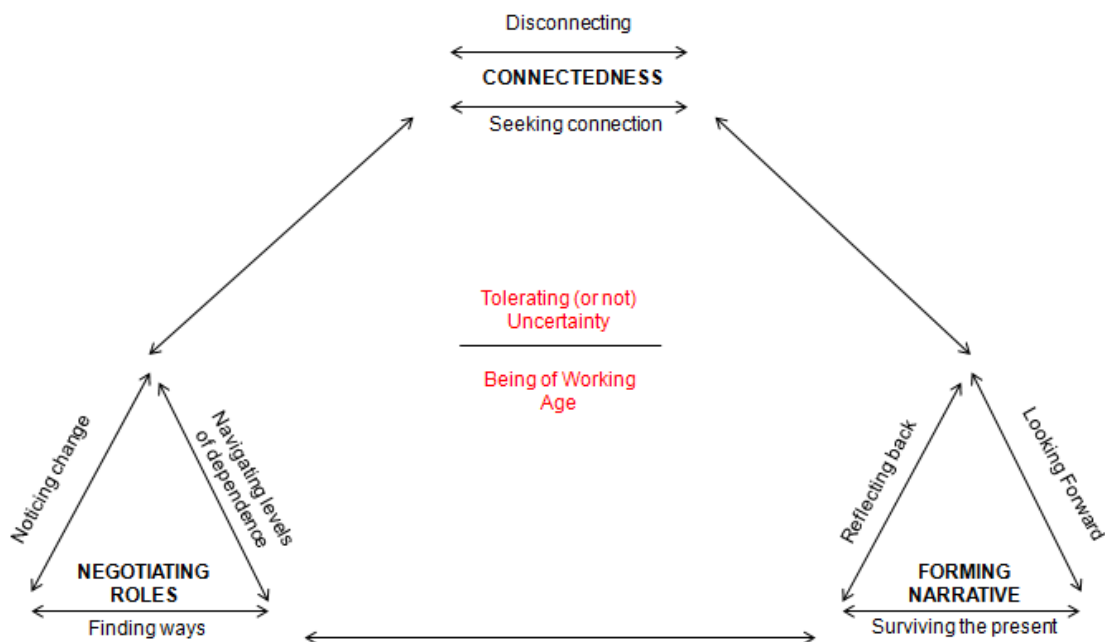 Disconnecting
CONNECTEDNESS
Seeking connection
Tolerating (or not)
Uncertainty
Being of Working
Age
Noticing change
Navigating levels
of dependence
NEGOTIATING
ROLES
Finding ways
Reflecting back
Looking Forward
FORMING
NARRATIVE
Surviving the present